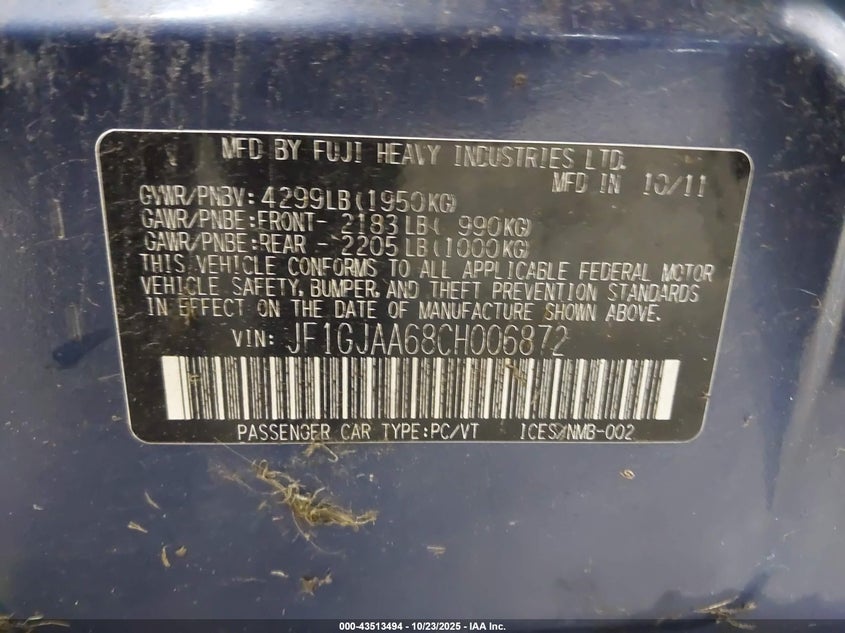 MFD BY FUJI HEAVY INDUSTRIES LTD.
MFD IN 10/11
GVWR/PNBV: 4299LB(1950KG)
GAWR/PNBE:FRONT- 2183LB( 990KG)
GAWR/PNBE:REAR - 2205LB(1000KG)
THIS VEHICLE CONFORMS TO ALL APPLICABLE FEDERAL MOTOR
VEHICLE SAFETY, BUMPER, AND THEFT PREVENTION STANDARDS
IN EFFECT ON THE DATE OF MANUFACTURE SHOWN ABOVE.
VIN: JF1GJAA68CH006872
PASSENGER CAR TYPE:PC/VT ICES/NMB-002
000-43513494 - 10/23/2025 - IAA Inc.